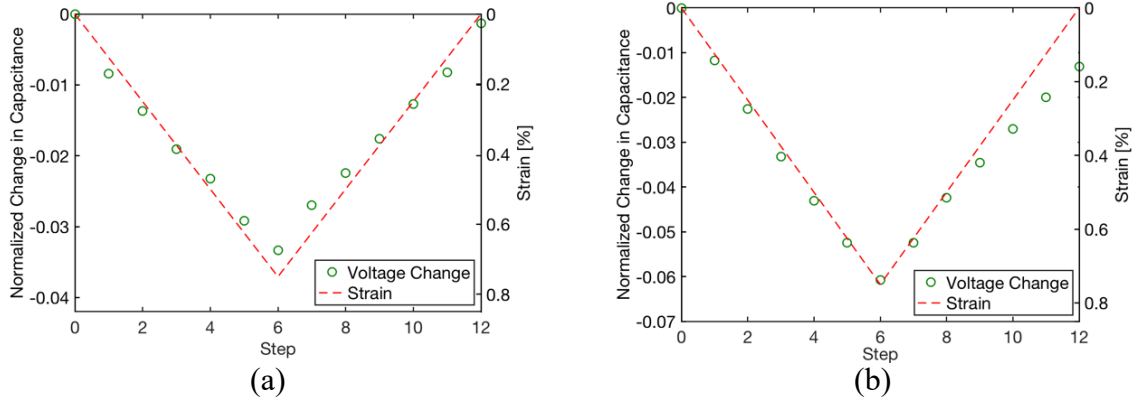 Normalized Change in Capacitance
0
-0.01
-0.02
-0.03
-0.04
0
0.2
0.4
0.6
0.8
Strain [%]
Voltage Change
Strain
0 2 4 6 8 10 12
Step
(a)
Normalized Change in Capacitance
0
-0.01
-0.02
-0.03
-0.04
-0.05
-0.06
-0.07
0
0.2
0.4
0.6
0.8
Strain [%]
Voltage Change
Strain
0 2 4 6 8 10 12
Step
(b)